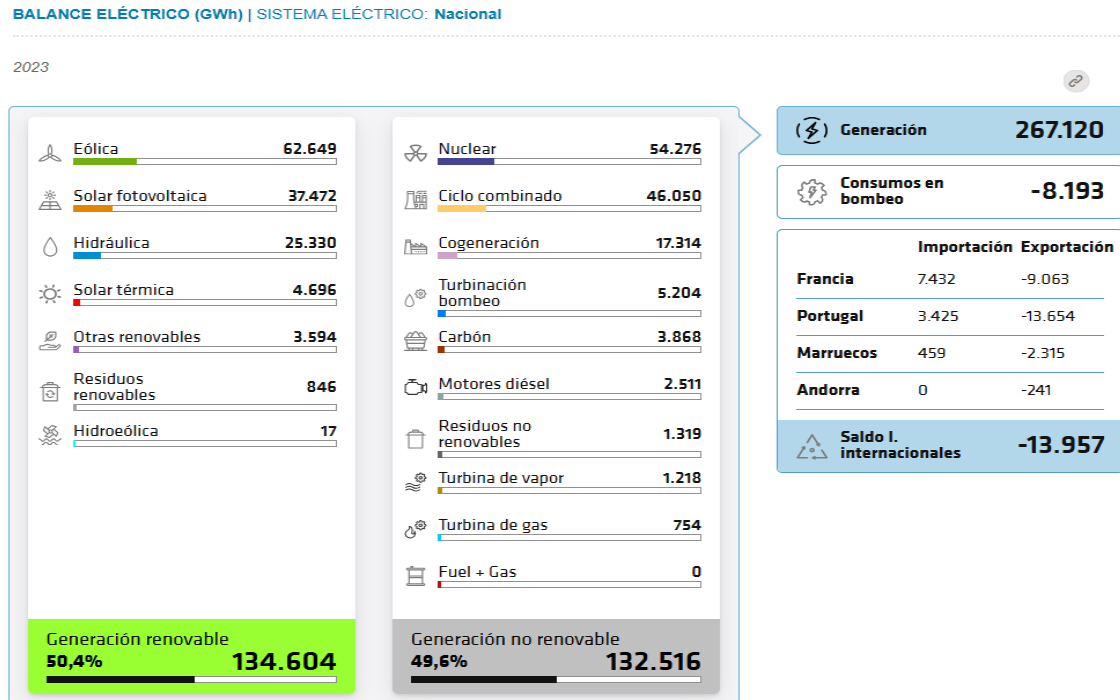 BALANCE ELÉCTRICO (GWh) | SISTEMA ELÉCTRICO: Nacional
2023
Eólica 62.649
Solar fotovoltaica 37.472
Hidráulica 25.330
Solar térmica 4.696
Otras renovables 3.594
Residuos
renovables 846
Hidroeólica 17
Generación renovable
50,4% 134.604
Nuclear 54.276
Ciclo combinado 46.050
Cogeneración 17.314
Turbinación
bombeo 5.204
Carbón 3.868
Motores diésel 2.511
Residuos no
renovables 1.319
Turbina de vapor 1.218
Turbina de gas 754
Fuel + Gas 0
Generación no renovable
49,6% 132.516
Generación 267.120
Consumos en
bombeo -8.193
Importación Exportación
Francia 7.432 -9.063
Portugal 3.425 -13.654
Marruecos 459 -2.315
Andorra 0 -241
Saldo I.
internacionales -13.957